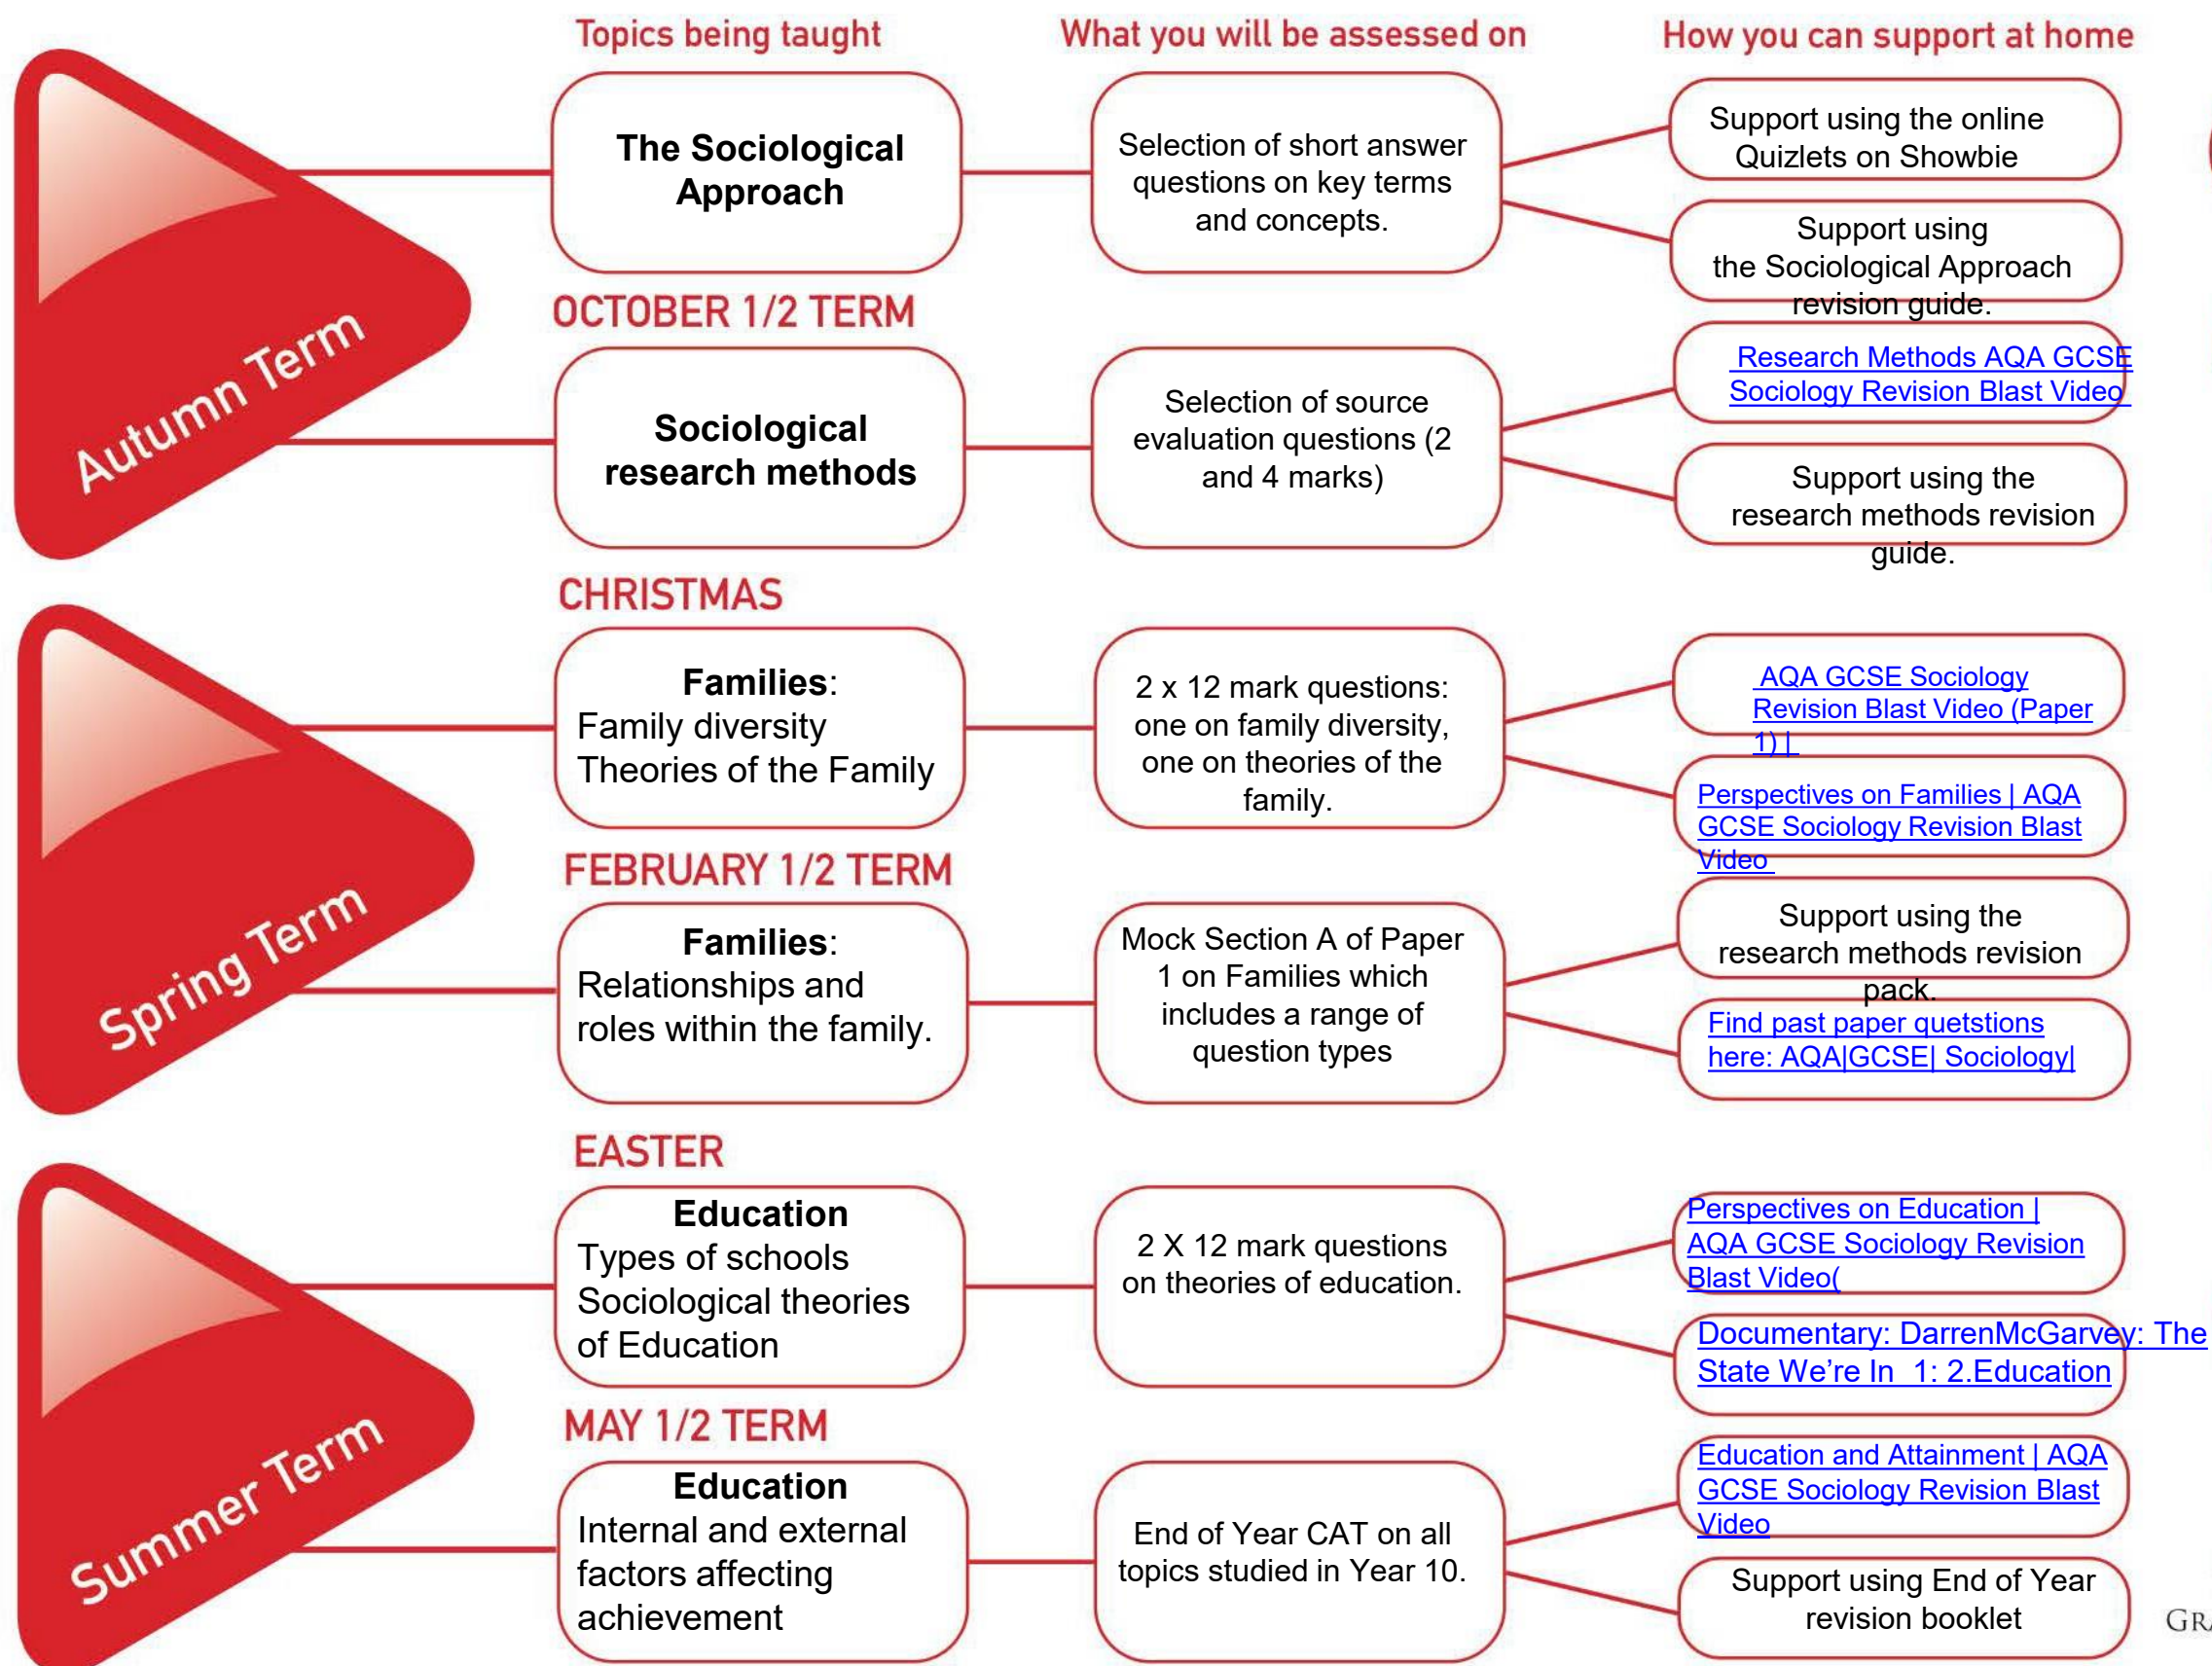 Topics being taught
What you will be assessed on
How you can support at home
Autumn Term
The Sociological
Approach
Selection of short answer
questions on key terms
and concepts.
Support using the online
Quizlets on Showbie
Support using
the Sociological Approach
revision guide.
OCTOBER 1/2 TERM
Sociological
research methods
Selection of source
evaluation questions (2
and 4 marks)
Research Methods AQA GCSE
Sociology Revision Blast Video
Support using the
research methods revision
guide.
CHRISTMAS
Spring Term
Families:
Family diversity
Theories of the Family
2 x 12 mark questions:
one on family diversity,
one on theories of the
family.
AQA GCSE Sociology
Revision Blast Video (Paper
1) |
Perspectives on Families | AQA
GCSE Sociology Revision Blast
Video
FEBRUARY 1/2 TERM
Families:
Relationships and
roles within the family.
Mock Section A of Paper
1 on Families which
includes a range of
question types
Support using the
research methods revision
pack.
Find past paper quetstions
here: AQA|GCSE| Sociology|
EASTER
Summer Term
Education
Types of schools
Sociological theories
of Education
2 X 12 mark questions
on theories of education.
Perspectives on Education |
AQA GCSE Sociology Revision
Blast Video(
Documentary: DarrenMcGarvey: The
State We're In  1: 2.Education
MAY 1/2 TERM
Education
Internal and external
factors affecting
achievement
End of Year CAT on all
topics studied in Year 10.
Education and Attainment | AQA
GCSE Sociology Revision Blast
Video
Support using End of Year
revision booklet